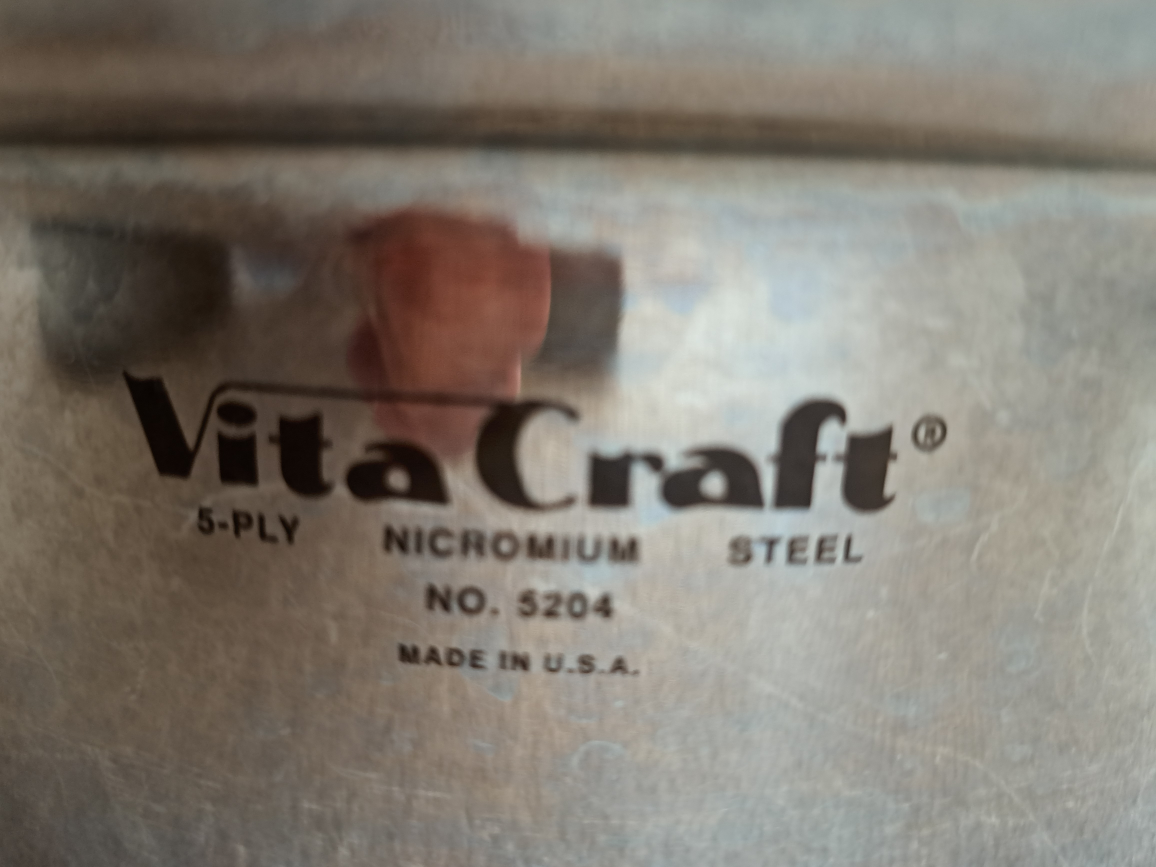 Vita Craft®
5-PLY NICROMIUM STEEL
NO. 5204
MADE IN U.S.A.